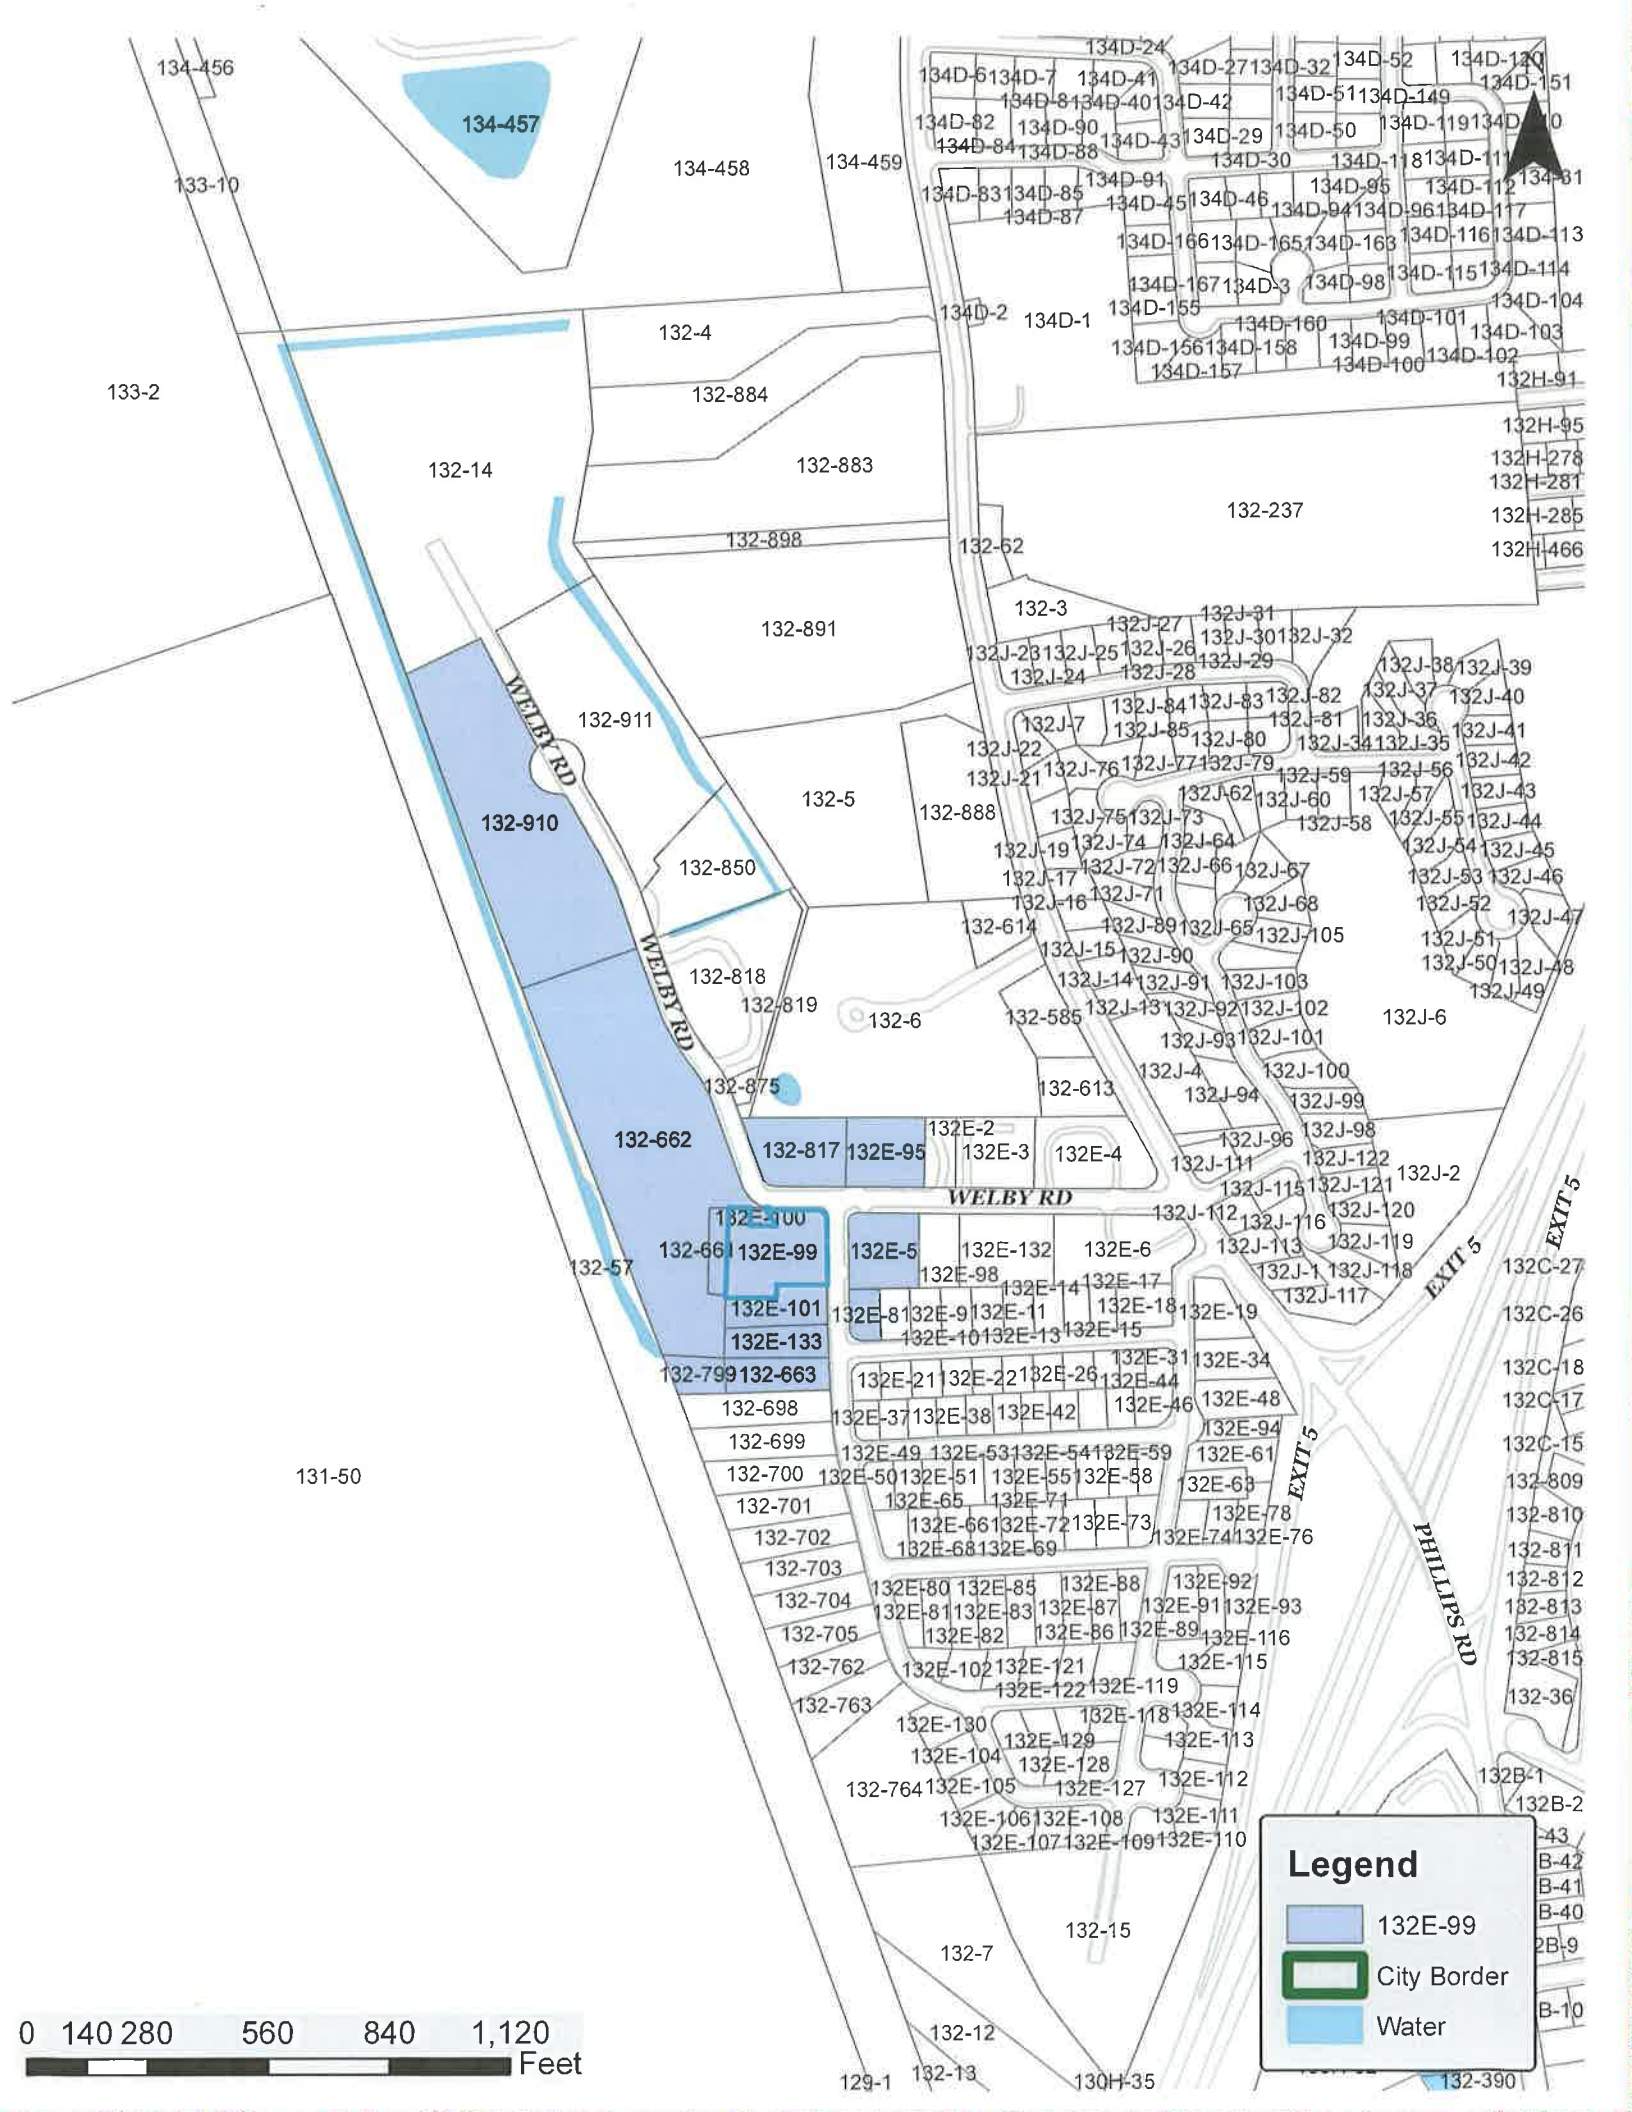 134D-24
134-456
134D-6 134D-7 134D-41 134D-27 134D-32 134D-52 134D-120
134D-151
134D-8 134D-40 134D-42 134D-51 134D-149
134-457
134D-82 134D-90 134D-43 134D-29 134D-50 134D-119
134D-84 134D-88 134D-30 134D-118
134-458
134-459
133-10
134D-83 134D-85 134D-91 134D-95 134D-112
134D-87 134D-45 134D-46 134D-94 134D-96 134D-117
134D-166 134D-165 134D-163 134D-116 134D-113
134D-167 134D-3 134D-98 134D-115 134D-114
134D-155 134D-104
134D-2
134D-1
134D-160 134D-101 134D-103
134D-156 134D-158 134D-99 134D-102
134D-157 134D-100
132-4
132H-91
133-2
132-884
132H-95
132-14
132-883
132H-278
132H-281
132-237
132H-285
132-898
132-62
132H-466
132-3
132-891
132J-31
132J-27 132J-30 132J-32
132J-23 132J-25 132J-26 132J-29
132J-24 132J-28
132J-38 132J-39
132J-37 132J-40
WELBY RD
132-911
132J-84 132J-83 132J-82
132J-7 132J-85 132J-80 132J-81 132J-36 132J-41
132J-22 132J-34 132J-35
132J-21 132J-76 132J-77 132J-79 132J-59 132J-56 132J-42
132-5
132-888
132J-62 132J-60 132J-57 132J-43
132-910
132J-75 132J-73 132J-58 132J-55 132J-44
132J-19 132J-74 132J-64 132J-54 132J-45
132-850
132J-17 132J-72 132J-66 132J-67 132J-53 132J-46
132J-16 132J-71 132J-68 132J-52 132J-47
132-614
132J-89 132J-65 132J-105 132J-51
132J-15 132J-90 132J-50 132J-48
WELBY RD
132-818
132J-14 132J-91 132J-103 132J-49
132-819
132-6
132-585 132J-13 132J-92 132J-102 132J-6
132J-93 132J-101
132J-4 132J-100
132-875
132-613
132J-94 132J-99
132-662
132-817 132E-95 132E-2 132E-3 132E-4
132J-96 132J-98
132J-111 132J-122 132J-2
132J-115 132J-121
WELBY RD
132J-112 132J-116 132J-120
132E-100
132-661 132E-99 132E-5 132E-132 132E-6 132J-113 132J-119
EXIT 5
EXIT 5
132-57
132E-98 132E-14 132E-17 132J-1 132J-118
132J-117
132C-27
132E-101 132E-8 132E-9 132E-11 132E-18 132E-19
132C-26
132E-133 132E-10 132E-13 132E-15
132E-31 132E-34
132-799 132-663 132E-21 132E-22 132E-26 132E-44
132C-18
132C-17
132-698 132E-37 132E-38 132E-42 132E-46 132E-48
132E-94
132-699 132E-49 132E-53 132E-54 132E-59 132E-61
132C-15
131-50
132-700 132E-50 132E-51 132E-55 132E-58 132E-63
EXIT 5
132-809
132-701 132E-65 132E-71 132E-78
132-810
132-702 132E-66 132E-72 132E-73 132E-74 132E-76
132E-68 132E-69
PHILLIPS RD
132-811
132-703 132E-80 132E-85 132E-88 132E-92
132-812
132-704 132E-81 132E-83 132E-87 132E-91 132E-93
132-813
132-705 132E-82 132E-86 132E-89 132E-116
132-814
132-762 132E-102 132E-121 132E-115
132-815
132E-122 132E-119
132-763 132E-118 132E-114
132-36
132E-130 132E-129 132E-113
132E-104 132E-128
132-764 132E-105 132E-127 132E-112
132B-1
132E-106 132E-108 132E-111
132B-2
132E-107 132E-109 132E-110
-43
Legend
132E-99
City Border
Water
B-42
B-41
B-40
2B-9
B-10
132-15
132-7
132-12
132-13
129-1
130H-35
132-390
0 140 280 560 840 1,120
Feet